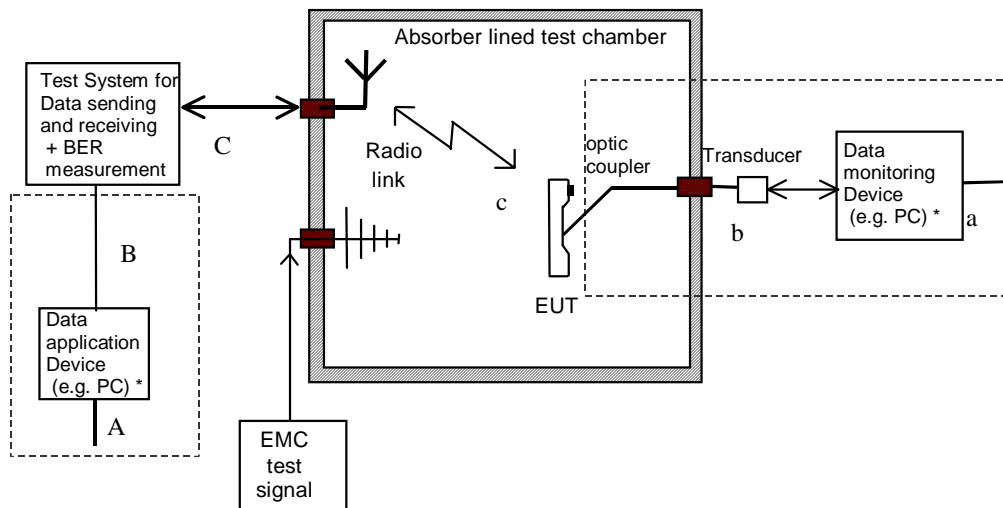 Absorber lined test chamber
Test System for
Data sending
and receiving
+ BER
measurement
C
Radio
link
c
optic
coupler
Transducer
Data
monitoring
Device
(e.g. PC) *
a
b
EUT
B
Data
application
Device
(e.g. PC) *
A
EMC
test
signal